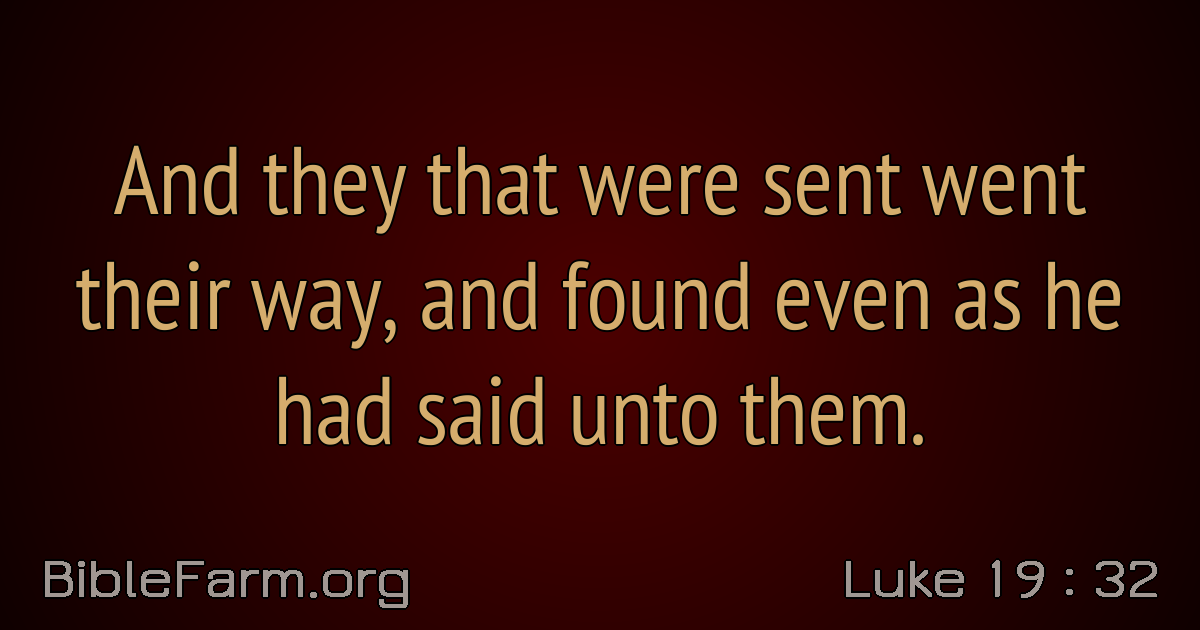 And they that were sent went
their way, and found even as he
had said unto them.
BibleFarm.org
Luke 19 : 32